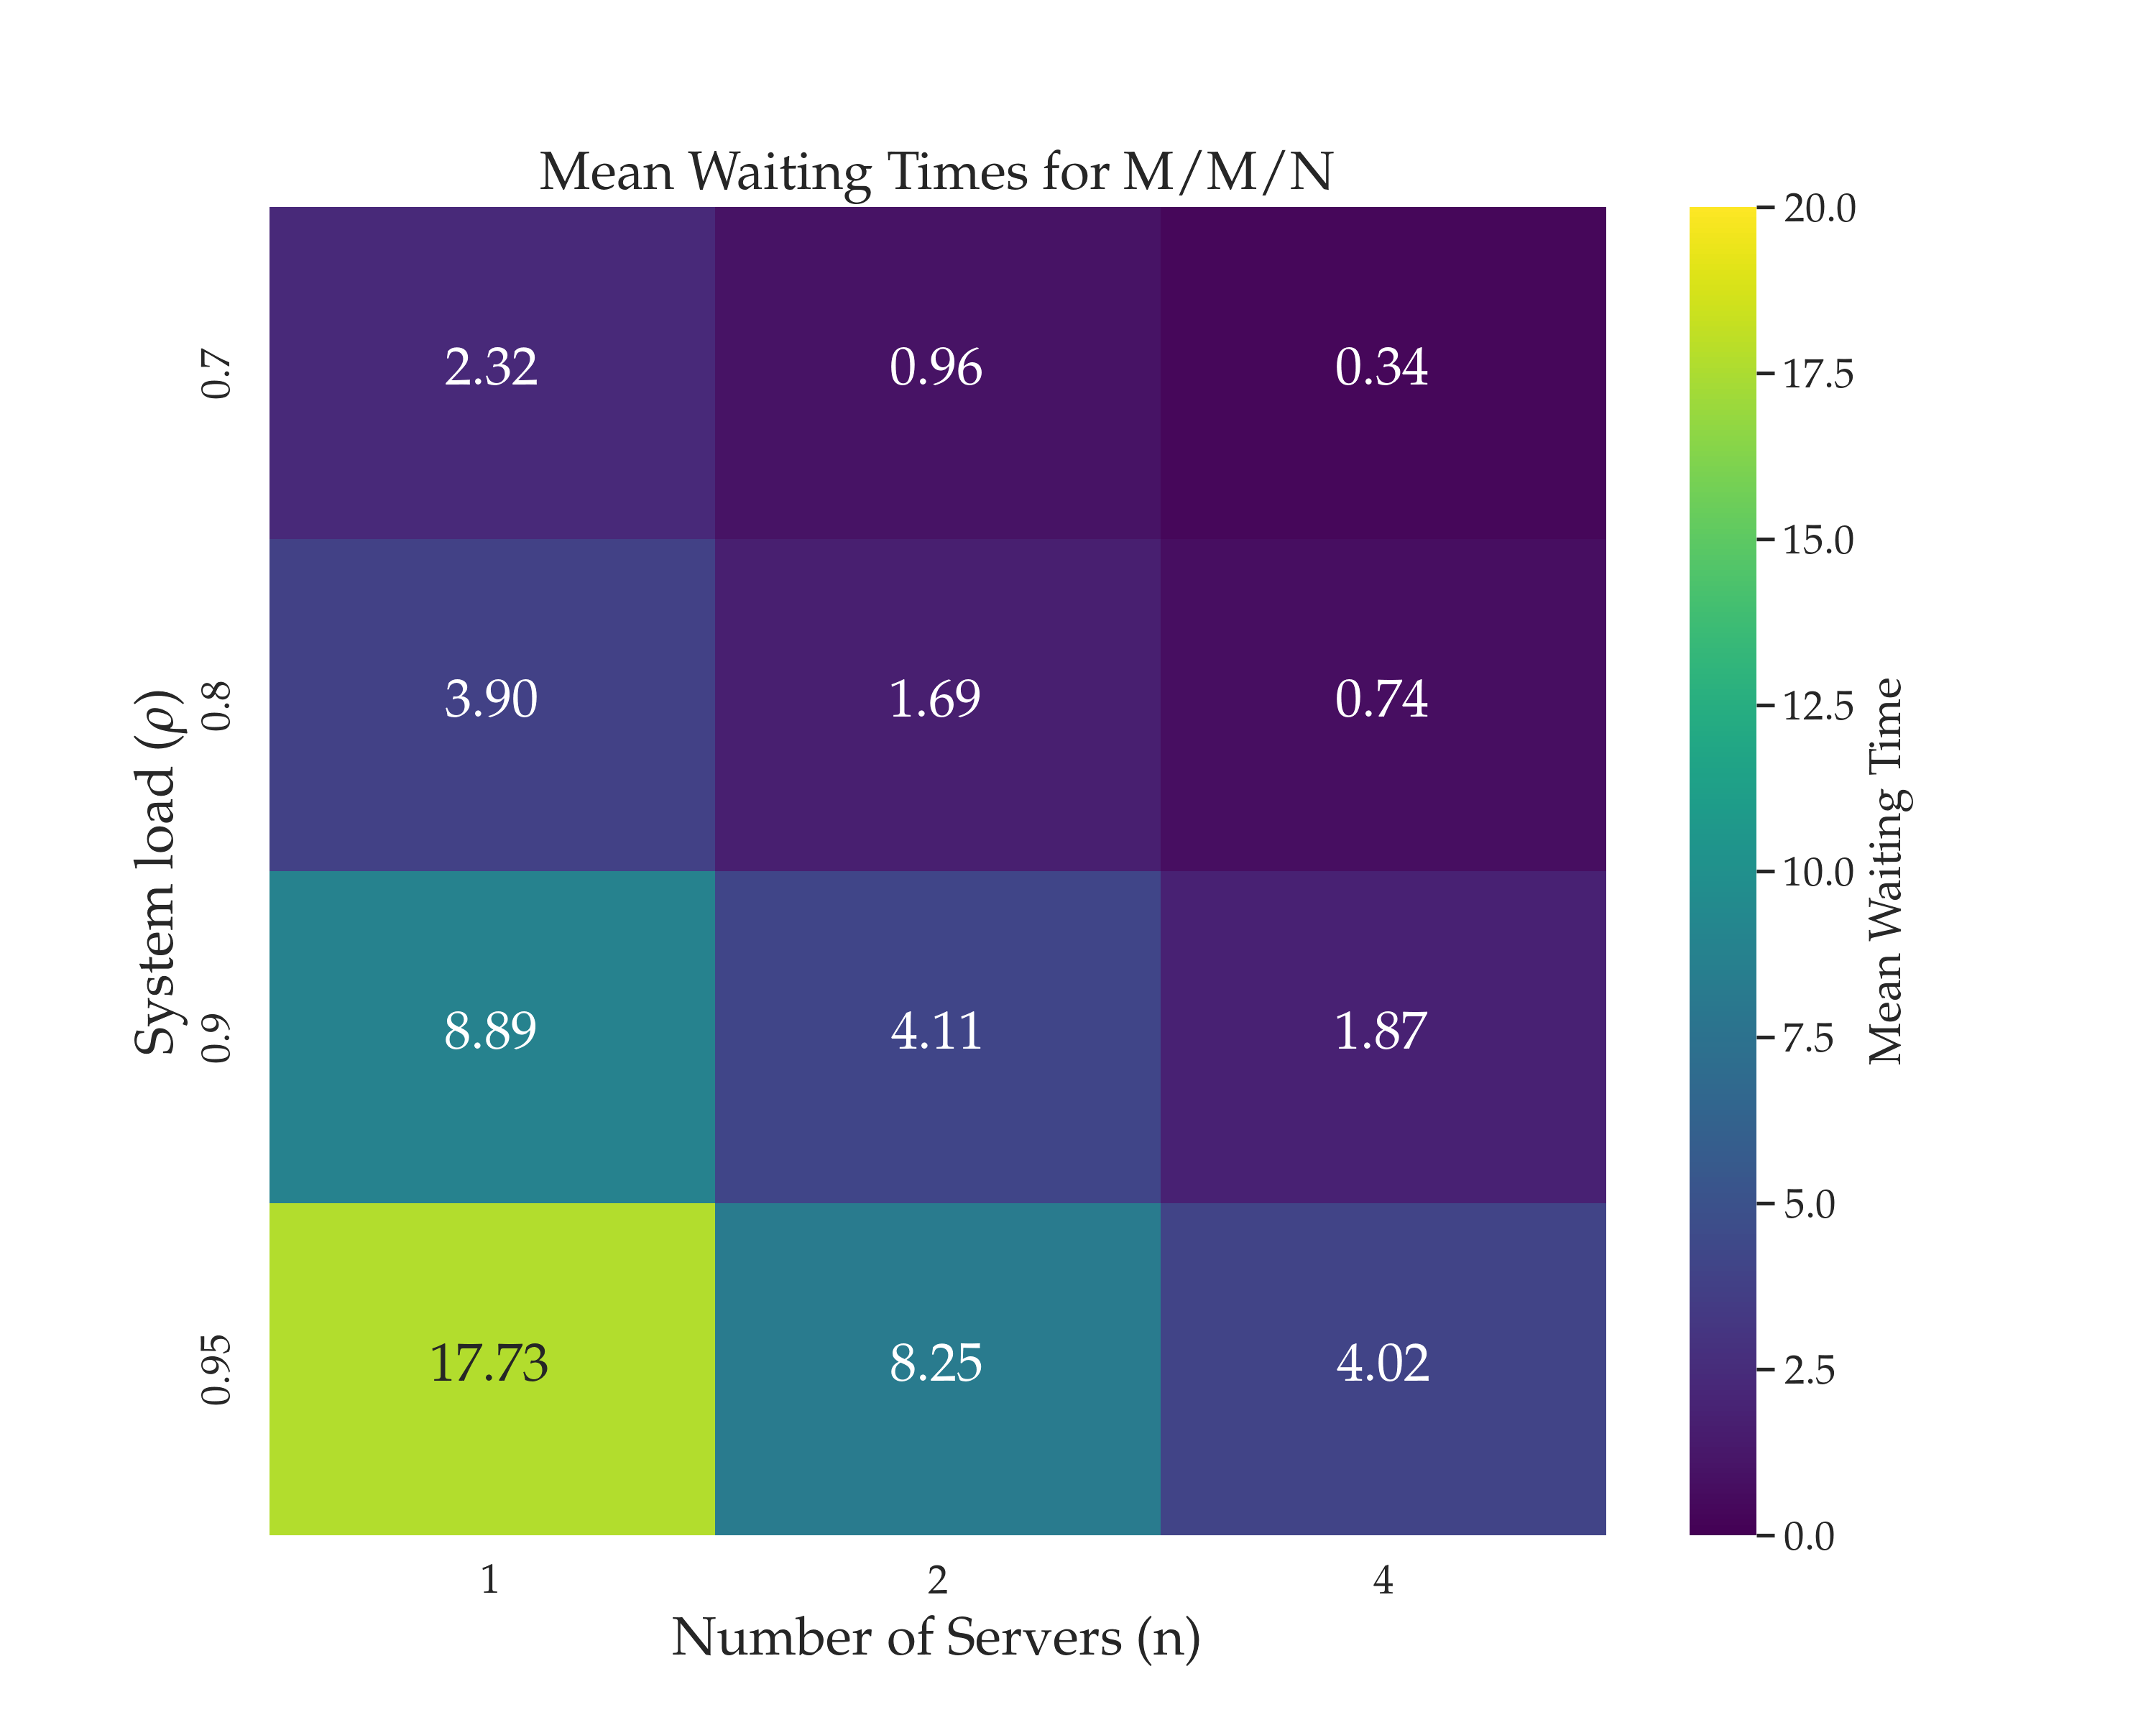 Mean Waiting Times for M/M/N
System load (ρ)
0.7
2.32 0.96 0.34
0.8
3.90 1.69 0.74
0.9
8.89 4.11 1.87
0.95
17.73 8.25 4.02
1 2 4
Number of Servers (n)
20.0
17.5
15.0
12.5
10.0
7.5
5.0
2.5
0.0
Mean Waiting Time